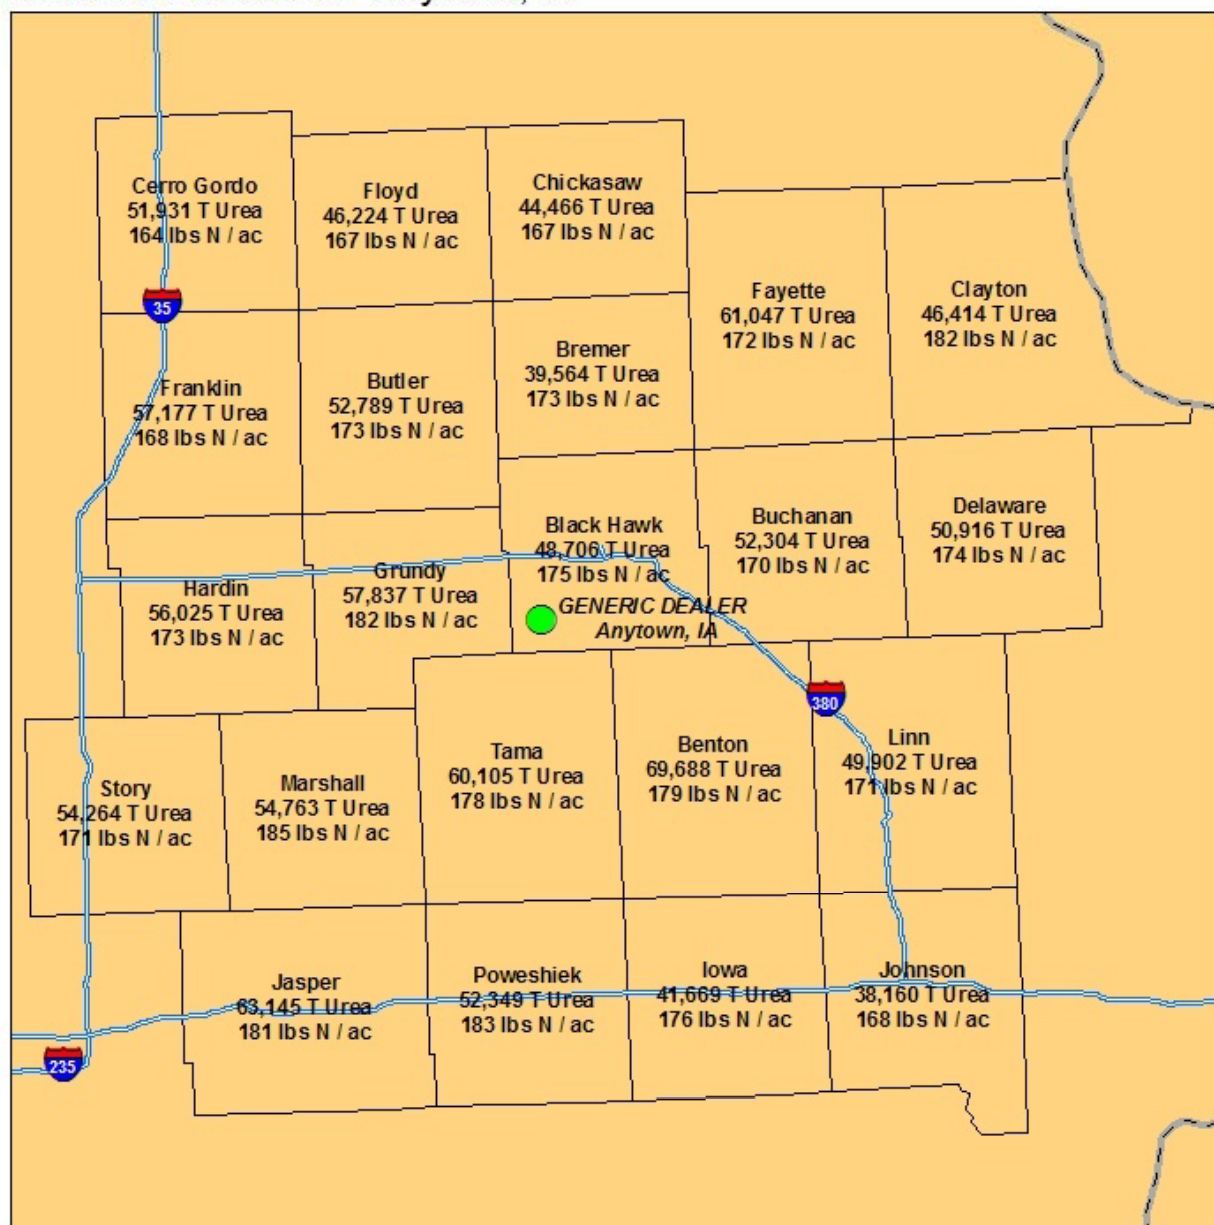 Cerro Gordo
51,931 T Urea
164 lbs N / ac
Floyd
46,224 T Urea
167 lbs N / ac
Chickasaw
44,466 T Urea
167 lbs N / ac
Fayette
61,047 T Urea
172 lbs N / ac
Clayton
46,414 T Urea
182 lbs N / ac
35
Franklin
57,177 T Urea
168 lbs N / ac
Butler
52,789 T Urea
173 lbs N / ac
Bremer
39,564 T Urea
173 lbs N / ac
Black Hawk
48,706 T Urea
175 lbs N / ac
Buchanan
52,304 T Urea
170 lbs N / ac
Delaware
50,916 T Urea
174 lbs N / ac
Hardin
56,025 T Urea
173 lbs N / ac
Grundy
57,837 T Urea
182 lbs N / ac
GENERIC DEALER
Anytown, IA
380
Story
54,264 T Urea
171 lbs N / ac
Marshall
54,763 T Urea
185 lbs N / ac
Tama
60,105 T Urea
178 lbs N / ac
Benton
69,688 T Urea
179 lbs N / ac
Linn
49,902 T Urea
171 lbs N / ac
Jasper
63,145 T Urea
181 lbs N / ac
Poweshiek
52,349 T Urea
183 lbs N / ac
Iowa
41,669 T Urea
176 lbs N / ac
Johnson
38,160 T Urea
168 lbs N / ac
235